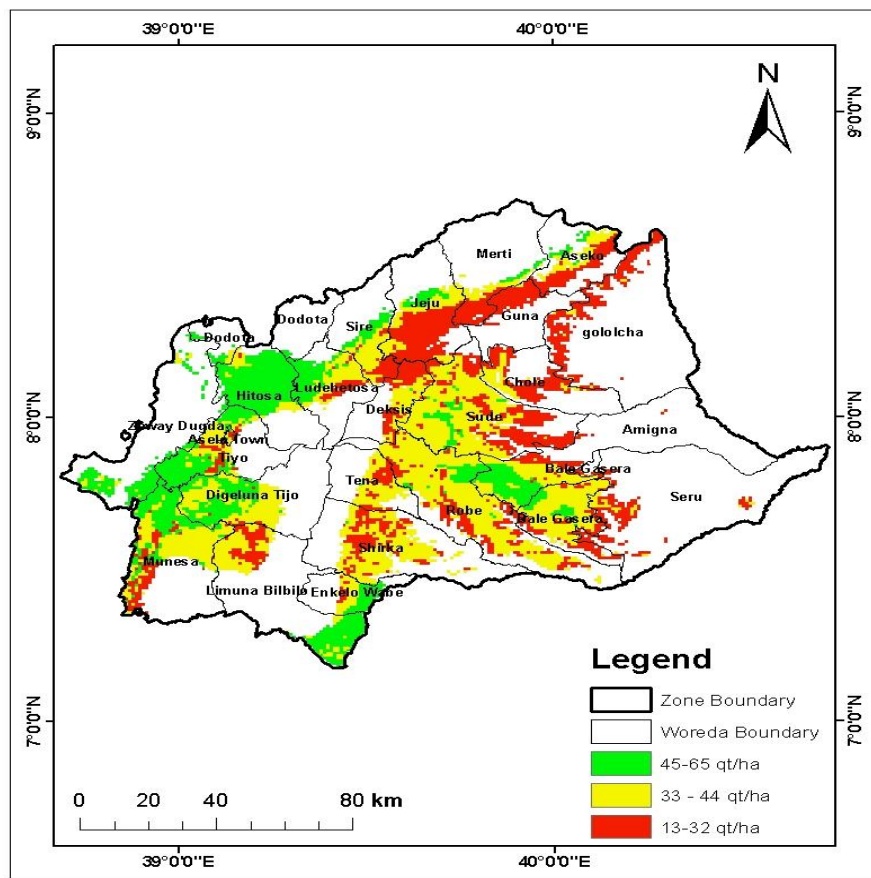 39°0'0"E 40°0'0"E
9°0'0"N 9°0'0"N
N
Merti
Aseko
Jeju
Guna
Dodota
Sire
gololcha
Dodota
Chole
Hitosa
Ludehetosa
Deksis
Sude
8°0'0"N 8°0'0"N
Ziway Dugda
Amigna
Asela Town
Tiyo
Bale Gasera
Tena
Seru
Digeluna Tijo
Robe
Bale Gasera
Shirka
Munesa
Limuna Bilbilo
Enkelo Wabe
Legend
Zone Boundary
Woreda Boundary
45-65 qt/ha
33 - 44 qt/ha
13-32 qt/ha
7°0'0"N 7°0'0"N
0 20 40 80 km
39°0'0"E 40°0'0"E